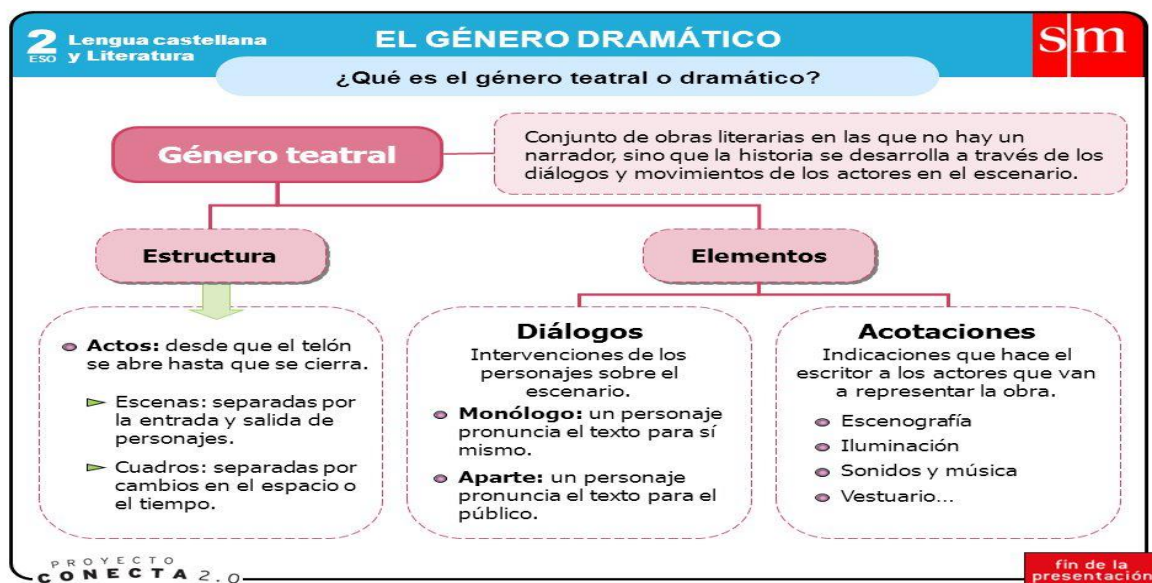 2 Lengua castellana
ESO y Literatura
EL GÉNERO DRAMÁTICO
sm
¿Qué es el género teatral o dramático?
Género teatral
Conjunto de obras literarias en las que no hay un
narrador, sino que la historia se desarrolla a través de los
diálogos y movimientos de los actores en el escenario.
Estructura
Elementos
Actos: desde que el telón
se abre hasta que se cierra.
Escenas: separadas por
la entrada y salida de
personajes.
Cuadros: separadas por
cambios en el espacio o
el tiempo.
Diálogos
Intervenciones de los
personajes sobre el
escenario.
Monólogo: un personaje
pronuncia el texto para sí
mismo.
Aparte: un personaje
pronuncia el texto para el
público.
Acotaciones
Indicaciones que hace el
escritor a los actores que van
a representar la obra.
Escenografía
Iluminación
Sonidos y música
Vestuario...
PROYECTO
CONECTA 2.0
fin de la
presentación